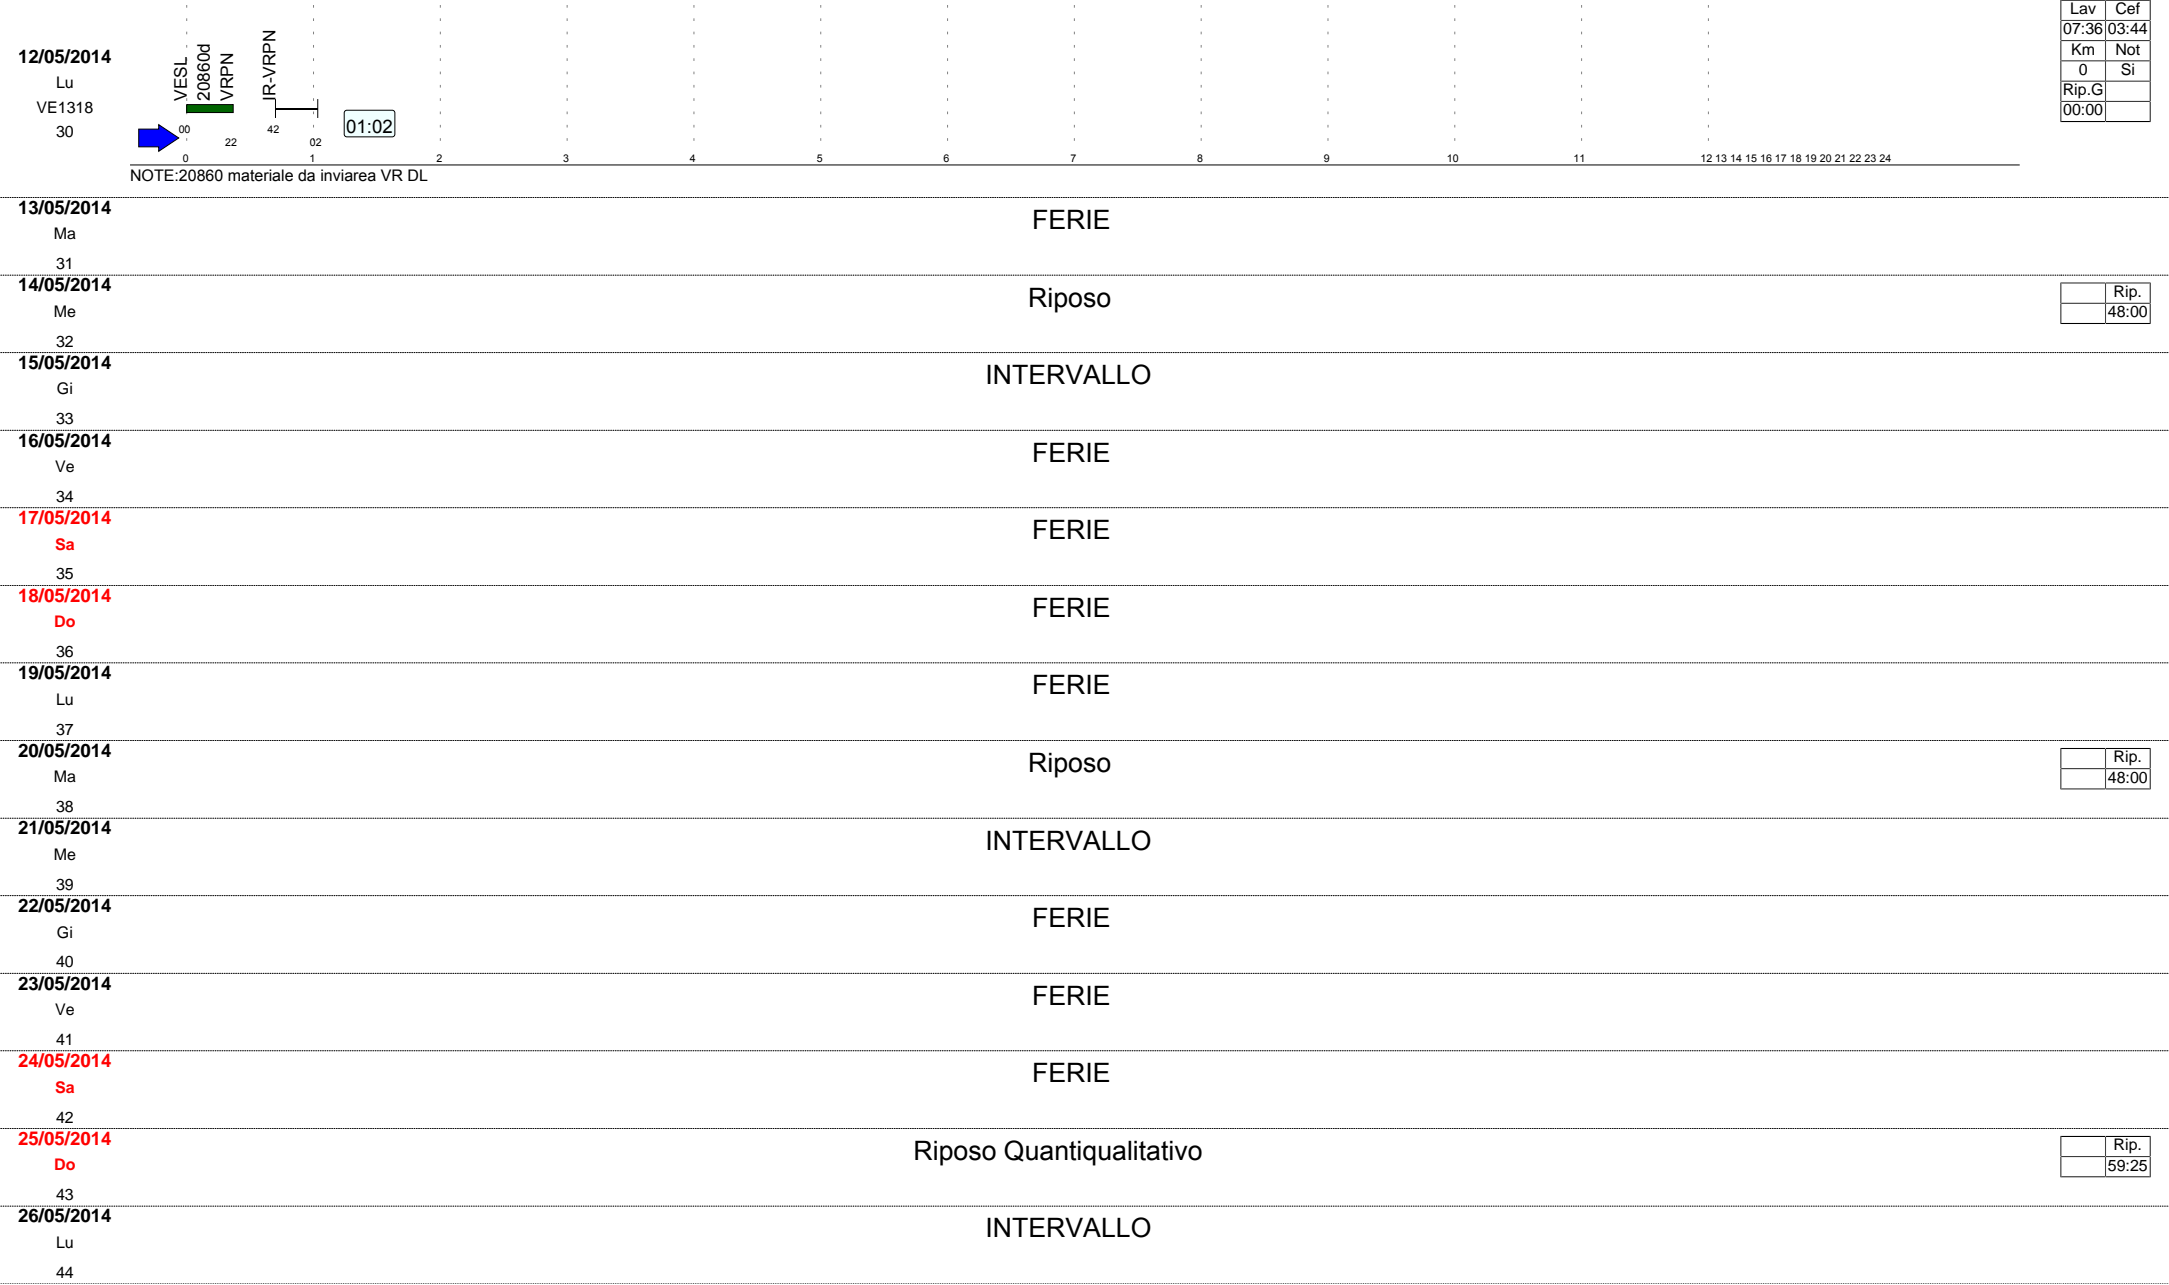 Lav Cef
07:36 03:44
Km Not
0 Si
Rip.G
00:00
12/05/2014
Lu
VE1318
30
VESL
20860d
VRPN
IR-VRPN
00
22
42
02
01:02
0 1 2 3 4 5 6 7 8 9 10 11 12 13 14 15 16 17 18 19 20 21 22 23 24
NOTE:20860 materiale da inviarea VR DL
13/05/2014
Ma
31
FERIE
14/05/2014
Me
32
Riposo
Rip.
48:00
15/05/2014
Gi
33
INTERVALLO
16/05/2014
Ve
34
FERIE
17/05/2014
Sa
35
FERIE
18/05/2014
Do
36
FERIE
19/05/2014
Lu
37
FERIE
20/05/2014
Ma
38
Riposo
Rip.
48:00
21/05/2014
Me
39
INTERVALLO
22/05/2014
Gi
40
FERIE
23/05/2014
Ve
41
FERIE
24/05/2014
Sa
42
FERIE
25/05/2014
Do
43
Riposo Quantiqualitativo
Rip.
59:25
26/05/2014
Lu
44
INTERVALLO